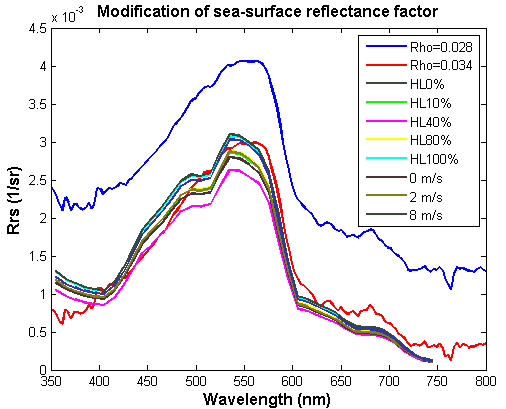 Modification of sea-surface reflectance factor
x 10^-3
4.5
4
3.5
3
2.5
2
1.5
1
0.5
0
Rrs (1/sr)
Rho=0.028
Rho=0.034
HL0%
HL10%
HL40%
HL80%
HL100%
0 m/s
2 m/s
8 m/s
350 400 450 500 550 600 650 700 750 800
Wavelength (nm)